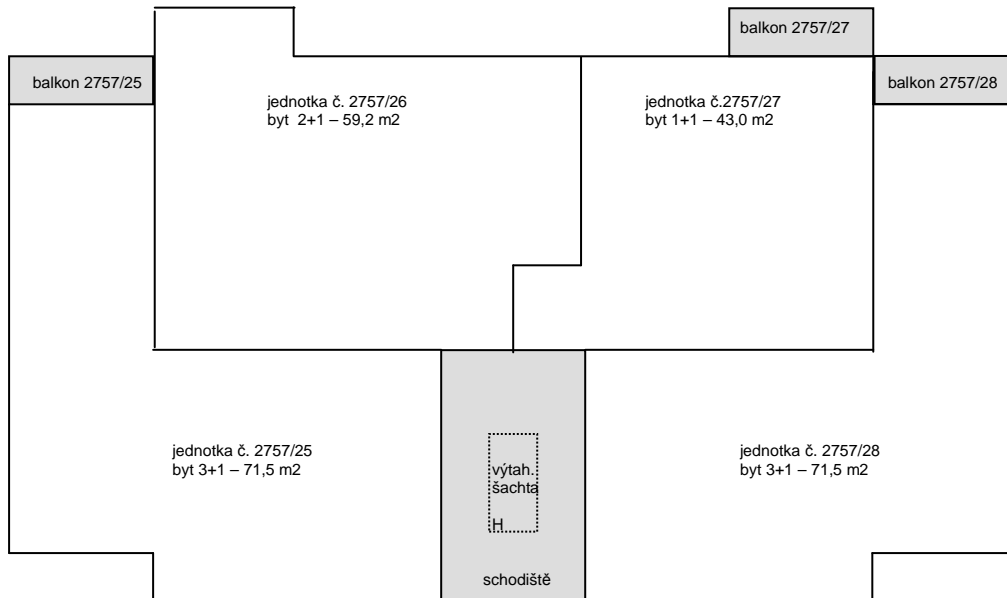 balkon 2757/27
balkon 2757/25
balkon 2757/28
jednotka č. 2757/26
byt 2+1 – 59,2 m2
jednotka č.2757/27
byt 1+1 – 43,0 m2
jednotka č. 2757/25
byt 3+1 – 71,5 m2
výtah.
šachta
H
jednotka č. 2757/28
byt 3+1 – 71,5 m2
schodiště